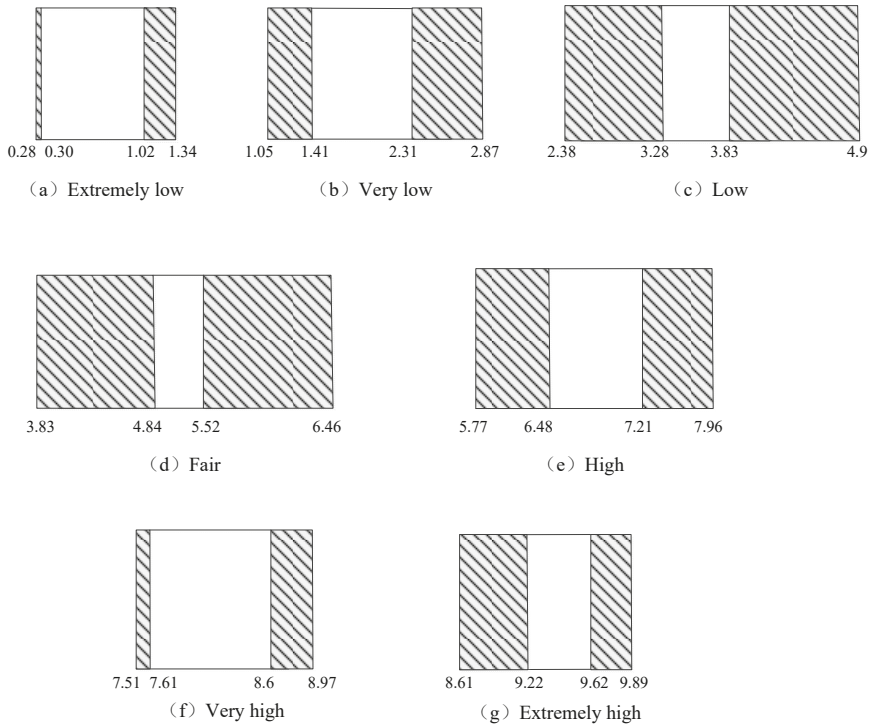 0.28 0.30 1.02 1.34
1.05 1.41 2.31 2.87
2.38 3.28 3.83 4.9
（a）Extremely low
（b）Very low
（c）Low
3.83 4.84 5.52 6.46
5.77 6.48 7.21 7.96
（d）Fair
（e）High
7.51 7.61 8.6 8.97
8.61 9.22 9.62 9.89
（f）Very high
（g）Extremely high